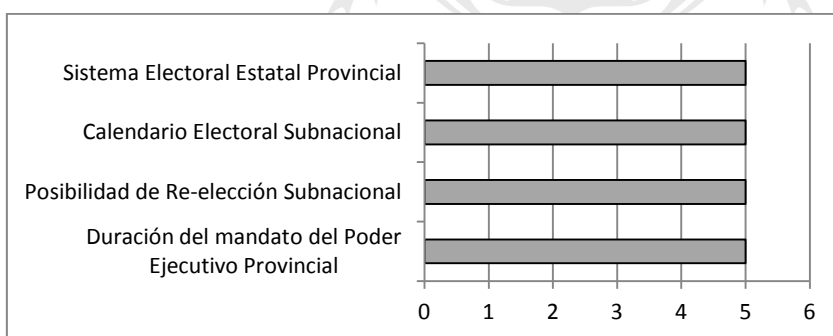 Sistema Electoral Estatal Provincial
Calendario Electoral Subnacional
Posibilidad de Re-elección Subnacional
Duración del mandato del Poder
Ejecutivo Provincial
0 1 2 3 4 5 6